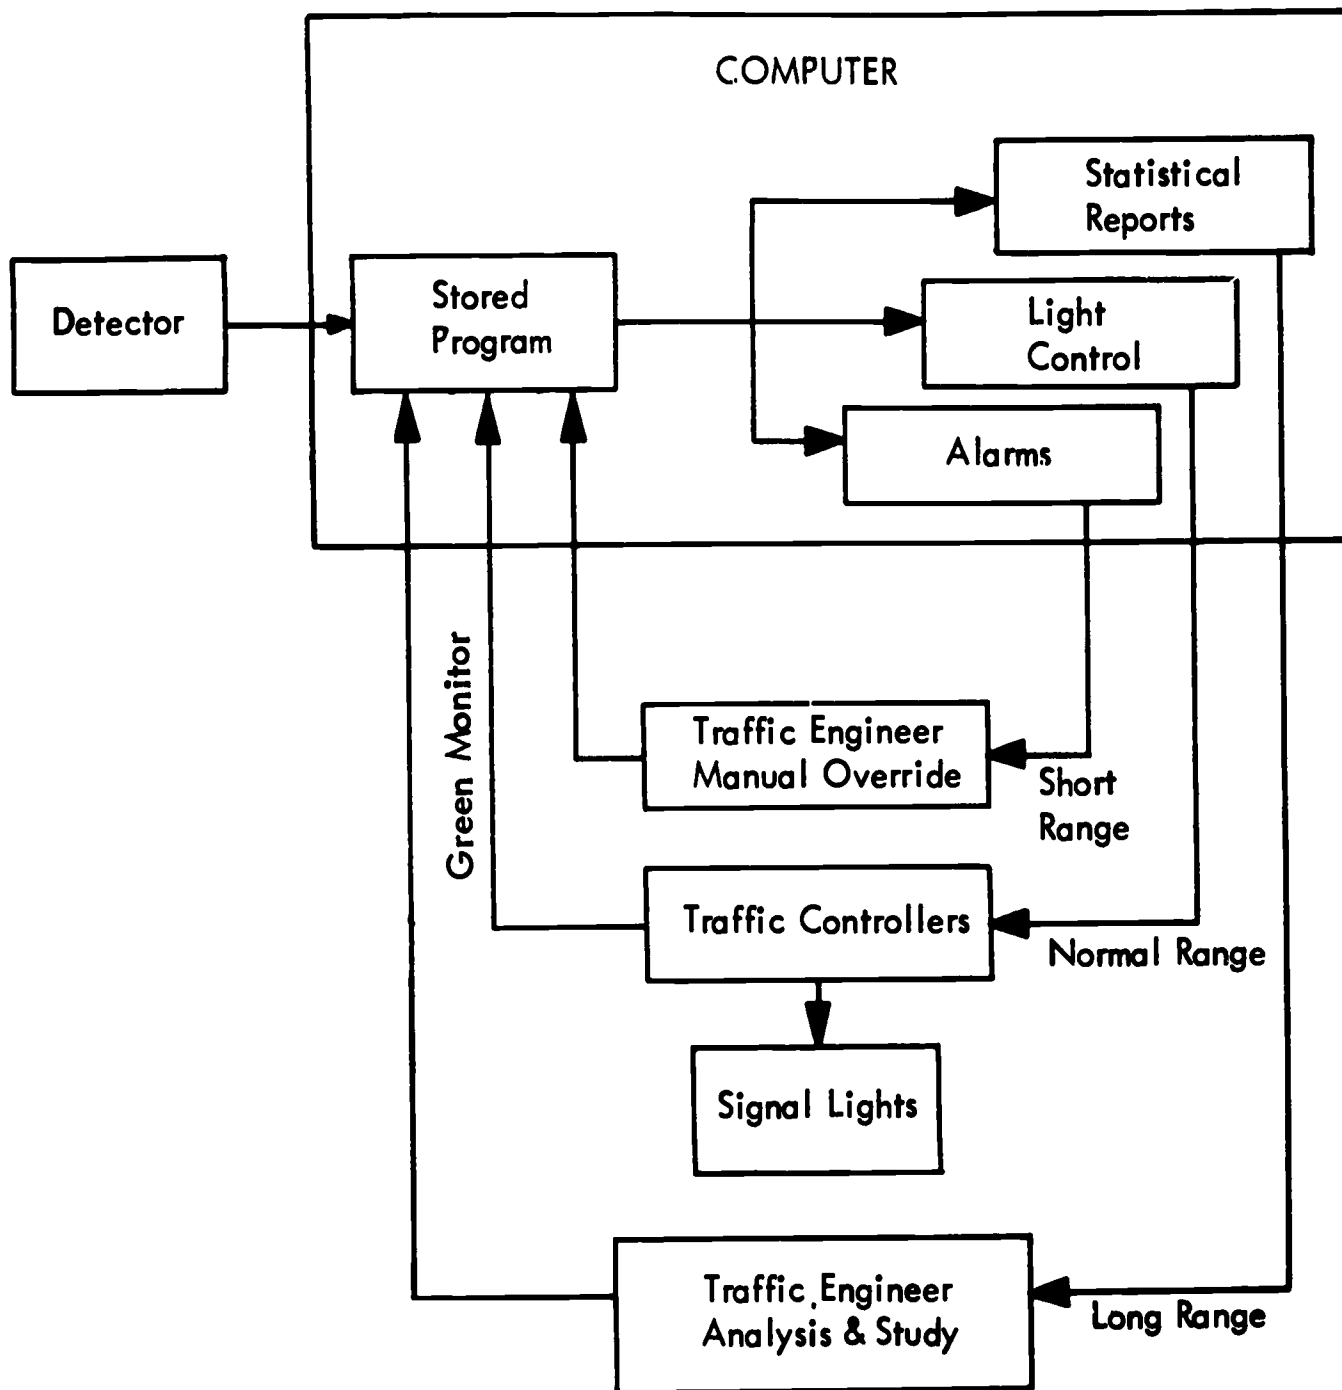 COMPUTER
Statistical
Reports
Detector
Stored
Program
Light
Control
Alarms
Green Monitor
Traffic Engineer
Manual Override
Short
Range
Traffic Controllers
Normal Range
Signal Lights
Traffic Engineer
Analysis & Study
Long Range